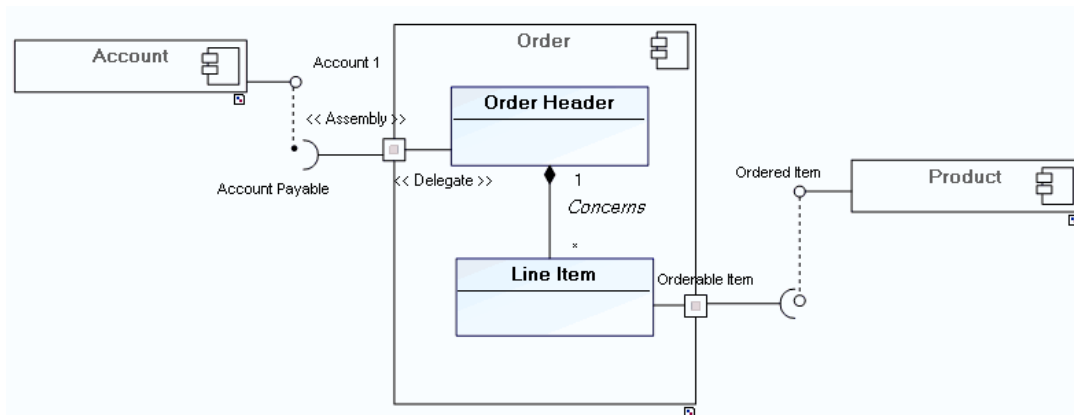 Order
Account
Account 1
Order Header
<< Assembly >>
<< Delegate >>
Account Payable
1
Concerns
*
Ordered Item
Product
Line Item
Orderable Item